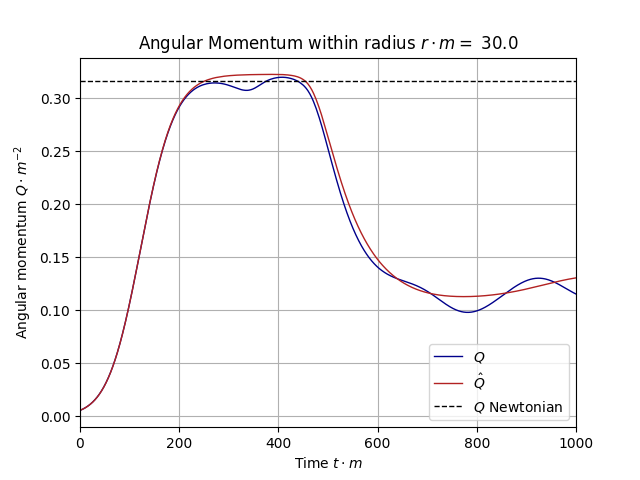 Angular Momentum within radius r · m = 30.0
Angular momentum Q · m⁻²
0.30
0.25
0.20
0.15
0.10
0.05
0.00
0 200 400 600 800 1000
Time t · m
Q
Q̂
Q Newtonian